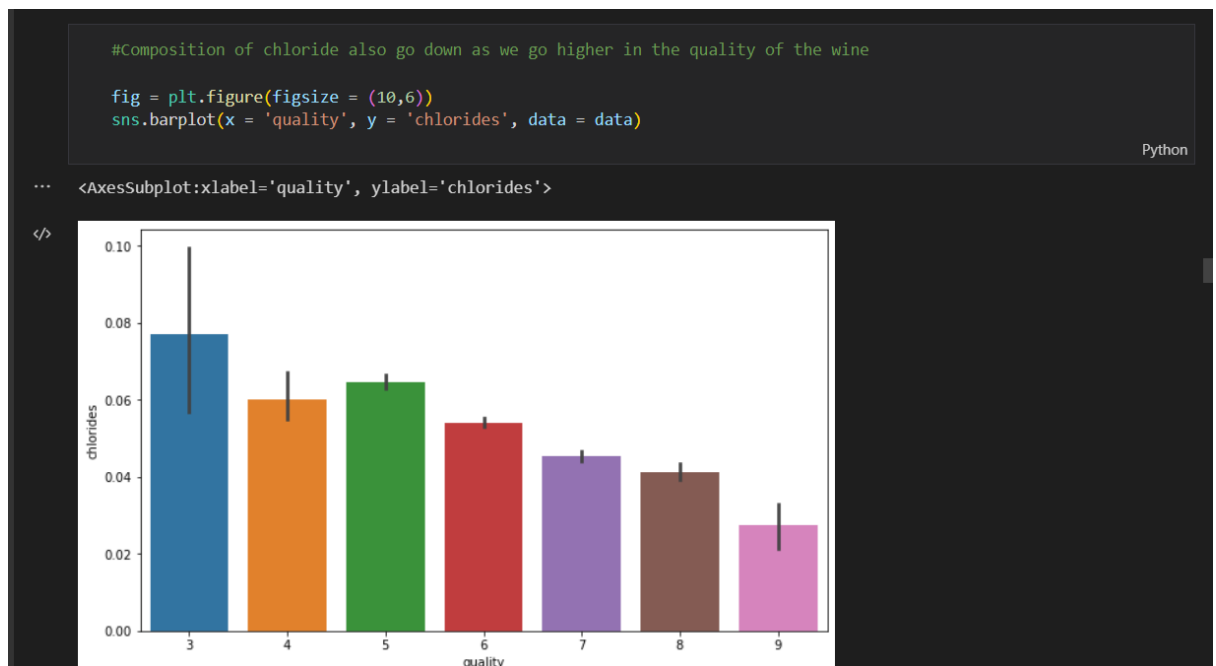 #Composition of chloride also go down as we go higher in the quality of the wine
fig = plt.figure(figsize = (10,6))
sns.barplot(x = 'quality', y = 'chlorides', data = data)
Python
... <AxesSubplot:xlabel='quality', ylabel='chlorides'>
</>
0.10
0.08
0.06
0.04
0.02
0.00
chlorides
3 4 5 6 7 8 9
quality